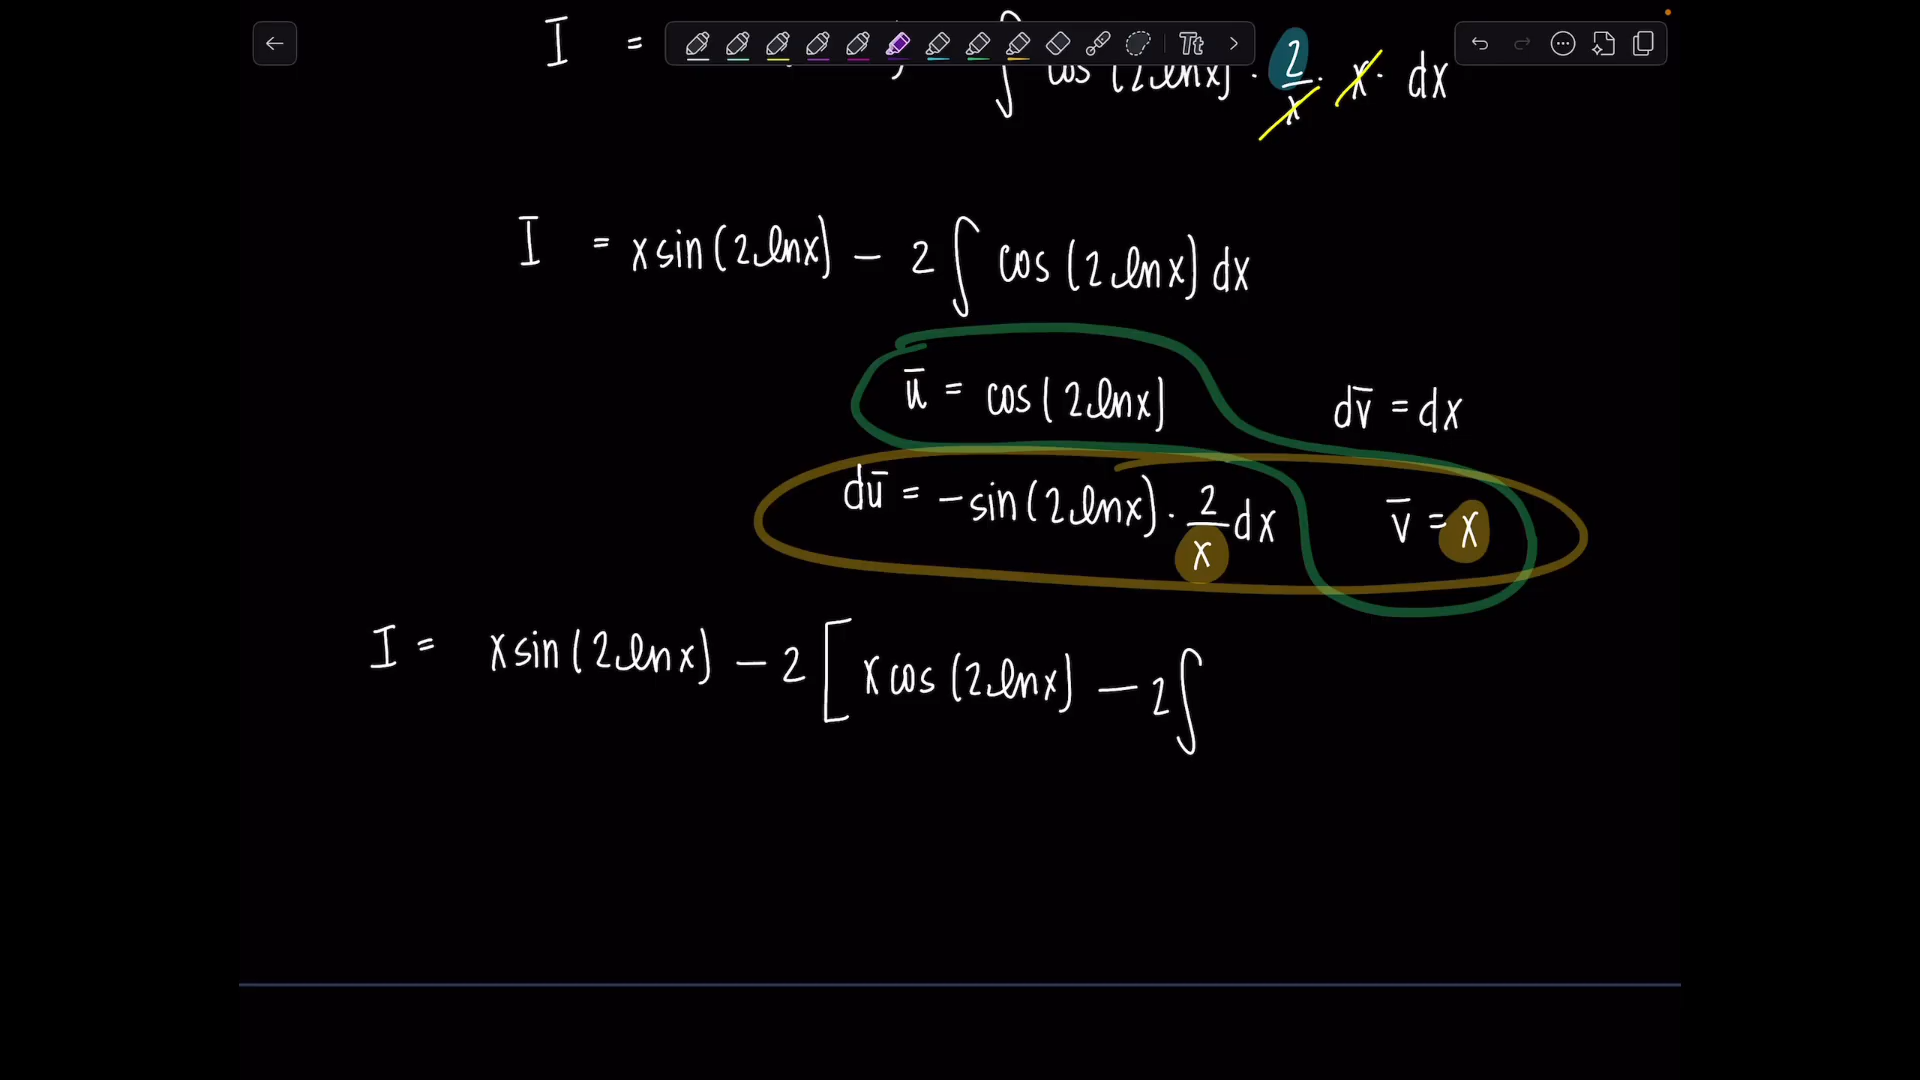 I = ∫ cos (2 ln x) · 2/x · x · dx
I = x sin (2 ln x) − 2 ∫ cos (2 ln x) dx
ū = cos (2 ln x) dv̄ = dx
dū = −sin (2 ln x) · 2/x dx v̄ = x
I = x sin (2 ln x) − 2 [ x cos (2 ln x) − 2 ∫